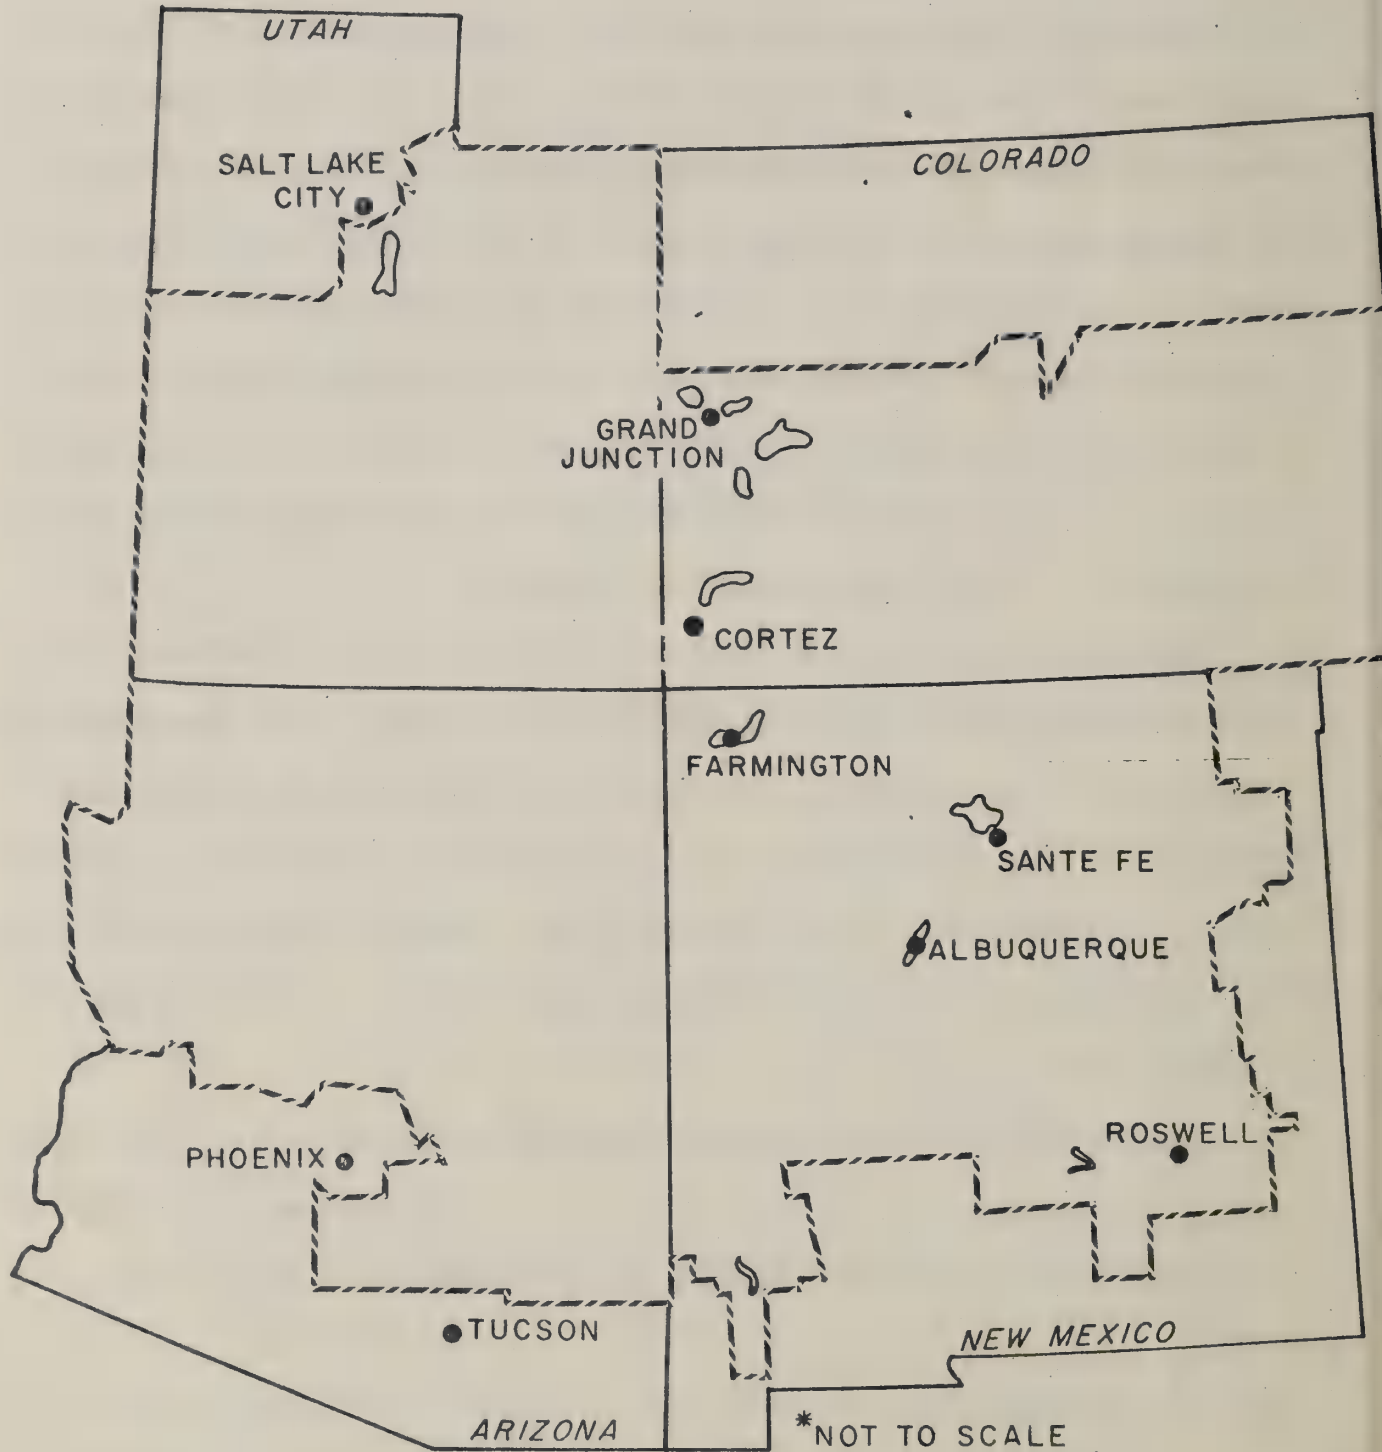 UTAH
SALT LAKE
CITY
COLORADO
GRAND
JUNCTION
CORTEZ
FARMINGTON
SANTE FE
ALBUQUERQUE
ROSWELL
PHOENIX
TUCSON
NEW MEXICO
ARIZONA
*NOT TO SCALE